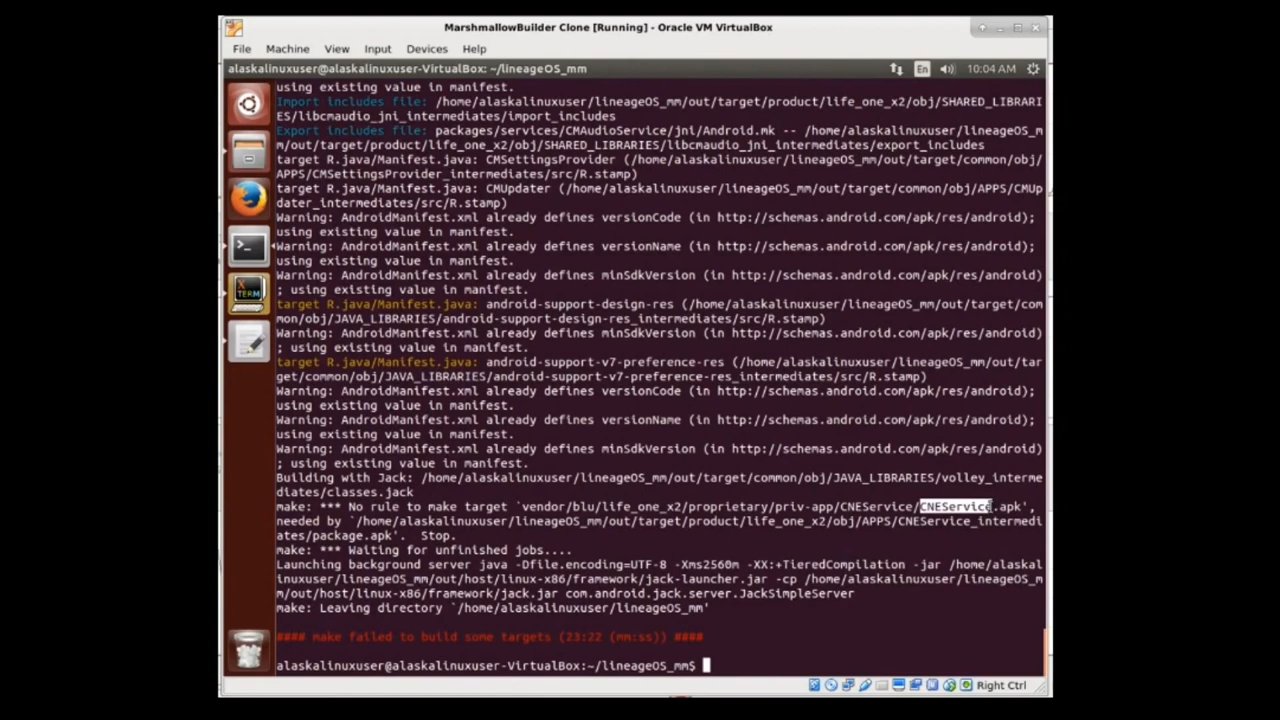 MarshmallowBuilder Clone [Running] - Oracle VM VirtualBox
File Machine View Input Devices Help
alaskalinuxuser@alaskalinuxuser-VirtualBox: ~/lineageOS_mm En 10:04 AM
using existing value in manifest.
Import includes file: /home/alaskalinuxuser/lineageOS_mm/out/target/product/life_one_x2/obj/SHARED_LIBRARI
ES/libcmaudio_jni_intermediates/import_includes
Export includes file: packages/services/CMAudioService/jni/Android.mk -- /home/alaskalinuxuser/lineageOS_m
m/out/target/product/life_one_x2/obj/SHARED_LIBRARIES/libcmaudio_jni_intermediates/export_includes
target R.java/Manifest.java: CMSettingsProvider (/home/alaskalinuxuser/lineageOS_mm/out/target/common/obj/
APPS/CMSettingsProvider_intermediates/src/R.stamp)
target R.java/Manifest.java: CMUpdater (/home/alaskalinuxuser/lineageOS_mm/out/target/common/obj/APPS/CMUp
dater_intermediates/src/R.stamp)
Warning: AndroidManifest.xml already defines versionCode (in http://schemas.android.com/apk/res/android);
using existing value in manifest.
Warning: AndroidManifest.xml already defines versionName (in http://schemas.android.com/apk/res/android);
using existing value in manifest.
Warning: AndroidManifest.xml already defines minSdkVersion (in http://schemas.android.com/apk/res/android)
; using existing value in manifest.
target R.java/Manifest.java: android-support-design-res (/home/alaskalinuxuser/lineageOS_mm/out/target/com
mon/obj/JAVA_LIBRARIES/android-support-design-res_intermediates/src/R.stamp)
Warning: AndroidManifest.xml already defines minSdkVersion (in http://schemas.android.com/apk/res/android)
; using existing value in manifest.
target R.java/Manifest.java: android-support-v7-preference-res (/home/alaskalinuxuser/lineageOS_mm/out/tar
get/common/obj/JAVA_LIBRARIES/android-support-v7-preference-res_intermediates/src/R.stamp)
Warning: AndroidManifest.xml already defines versionCode (in http://schemas.android.com/apk/res/android);
using existing value in manifest.
Warning: AndroidManifest.xml already defines versionName (in http://schemas.android.com/apk/res/android);
using existing value in manifest.
Warning: AndroidManifest.xml already defines minSdkVersion (in http://schemas.android.com/apk/res/android)
; using existing value in manifest.
Building with Jack: /home/alaskalinuxuser/lineageOS_mm/out/target/common/obj/JAVA_LIBRARIES/volley_interme
diates/classes.jack
make: *** No rule to make target `vendor/blu/life_one_x2/proprietary/priv-app/CNEService/CNEService.apk',
needed by `/home/alaskalinuxuser/lineageOS_mm/out/target/product/life_one_x2/obj/APPS/CNEService_intermedi
ates/package.apk'.  Stop.
make: *** Waiting for unfinished jobs....
Launching background server java -Dfile.encoding=UTF-8 -Xms2560m -XX:+TieredCompilation -jar /home/alaskal
inuxuser/lineageOS_mm/out/host/linux-x86/framework/jack-launcher.jar -cp /home/alaskalinuxuser/lineageOS_m
m/out/host/linux-x86/framework/jack.jar com.android.jack.server.JackSimpleServer
make: Leaving directory `/home/alaskalinuxuser/lineageOS_mm'
#### make failed to build some targets (23:22 (mm:ss)) ####
alaskalinuxuser@alaskalinuxuser-VirtualBox:~/lineageOS_mm$
X TERM
Right Ctrl